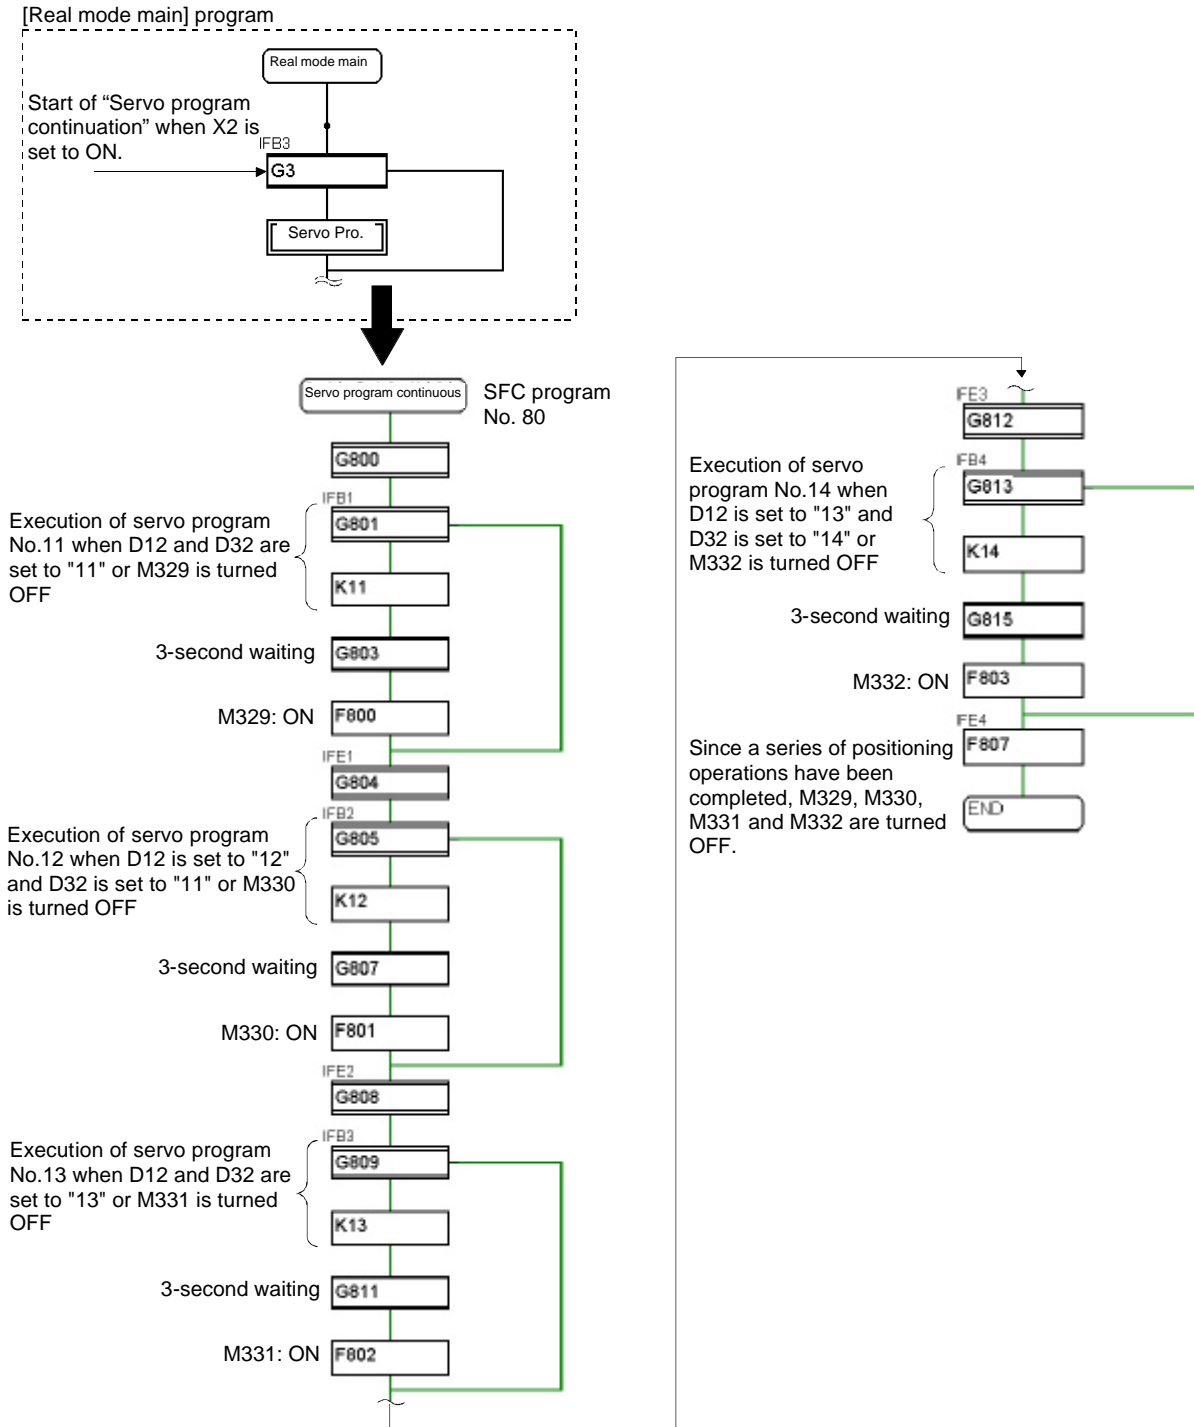 [Real mode main] program
Real mode main
Start of “Servo program
continuation” when X2 is
set to ON.
IFB3
G3
Servo Pro.
Servo program continuous
SFC program
No. 80
G800
IFB1
Execution of servo program
No.11 when D12 and D32 are
set to "11" or M329 is turned
OFF
G801
K11
3-second waiting
G803
M329: ON
F800
IFE1
G804
IFB2
Execution of servo program
No.12 when D12 is set to "12"
and D32 is set to "11" or M330
is turned OFF
G805
K12
3-second waiting
G807
M330: ON
F801
IFE2
G808
IFB3
Execution of servo program
No.13 when D12 and D32 are
set to "13" or M331 is turned
OFF
G809
K13
3-second waiting
G811
M331: ON
F802
IFE3
G812
IFB4
Execution of servo
program No.14 when
D12 is set to "13" and
D32 is set to "14" or
M332 is turned OFF
G813
K14
3-second waiting
G815
M332: ON
F803
IFE4
Since a series of positioning
operations have been
completed, M329, M330,
M331 and M332 are turned
OFF.
F807
END